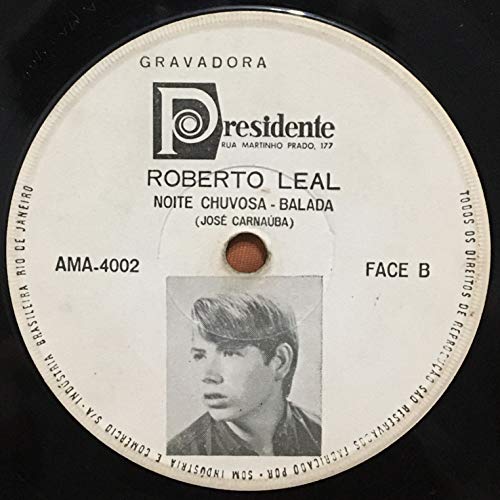 GRAVADORA
Presidente
RUA MARTINHO PRADO, 177
ROBERTO LEAL
NOITE CHUVOSA - BALADA
(JOSÉ CARNAÚBA)
AMA-4002
FACE B
TODOS OS DIREITOS DE REPRODUÇÃO SÃO RESERVADOS FABRICADO POR - SOM INDÚSTRIA E COMÉRCIO S/A - INDÚSTRIA BRASILEIRA RIO DE JANEIRO